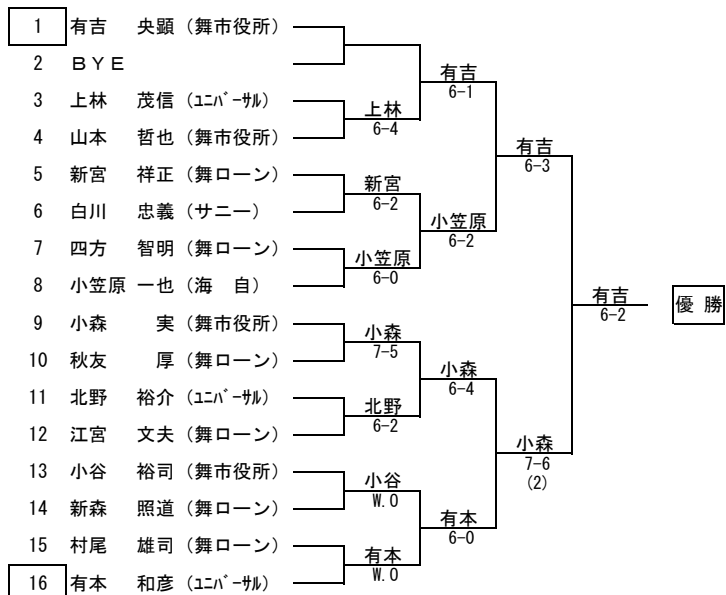 1 有吉 央顕 (舞市役所)
2 ＢＹＥ
有吉
6-1
3 上林 茂信 (ﾕﾆﾊﾞｰｻﾙ)
上林
6-4
4 山本 哲也 (舞市役所)
有吉
6-3
5 新宮 祥正 (舞ローン)
新宮
6-2
6 白川 忠義 (サニー)
小笠原
6-2
7 四方 智明 (舞ローン)
小笠原
6-0
8 小笠原 一也 (海 自)
有吉
6-2
優 勝
9 小森 実 (舞市役所)
小森
7-5
10 秋友 厚 (舞ローン)
小森
6-4
11 北野 裕介 (ﾕﾆﾊﾞｰｻﾙ)
北野
6-2
12 江宮 文夫 (舞ローン)
小森
7-6
(2)
13 小谷 裕司 (舞市役所)
小谷
W.O
14 新森 照道 (舞ローン)
有本
6-0
15 村尾 雄司 (舞ローン)
有本
W.O
16 有本 和彦 (ﾕﾆﾊﾞｰｻﾙ)